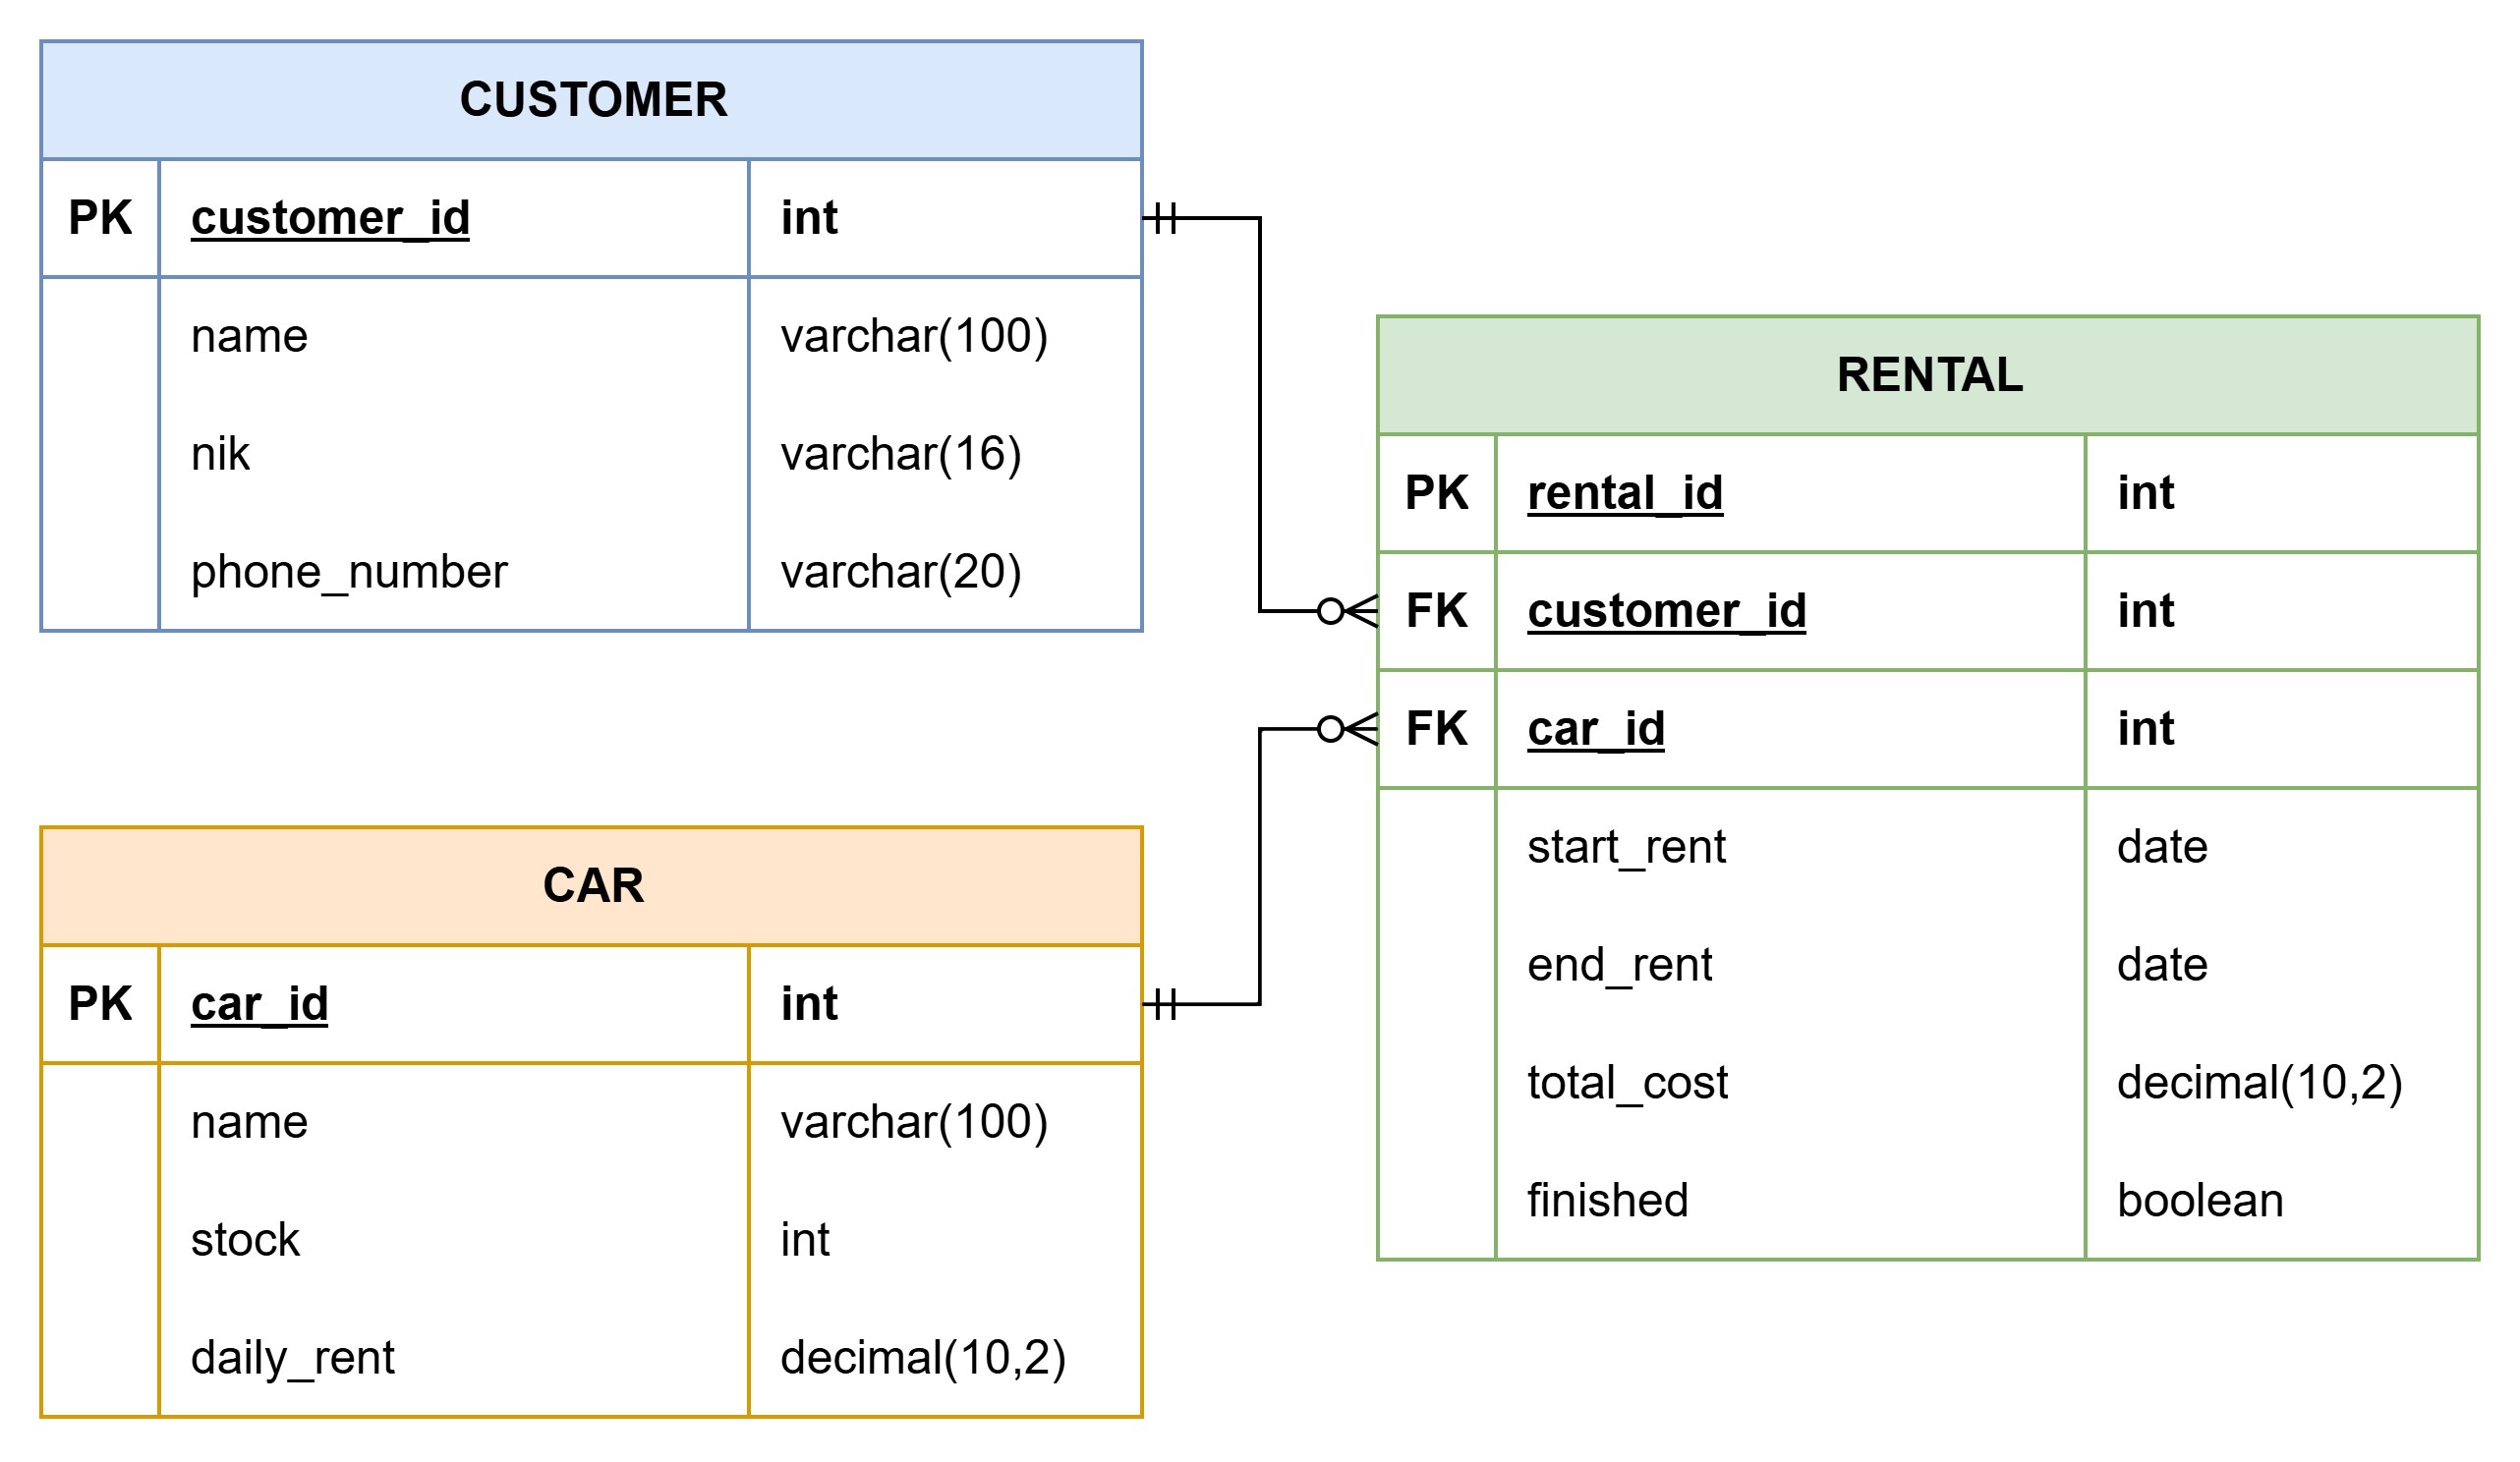 CUSTOMER
PK customer_id int
name varchar(100)
nik varchar(16)
phone_number varchar(20)
CAR
PK car_id int
name varchar(100)
stock int
daily_rent decimal(10,2)
RENTAL
PK rental_id int
FK customer_id int
FK car_id int
start_rent date
end_rent date
total_cost decimal(10,2)
finished boolean